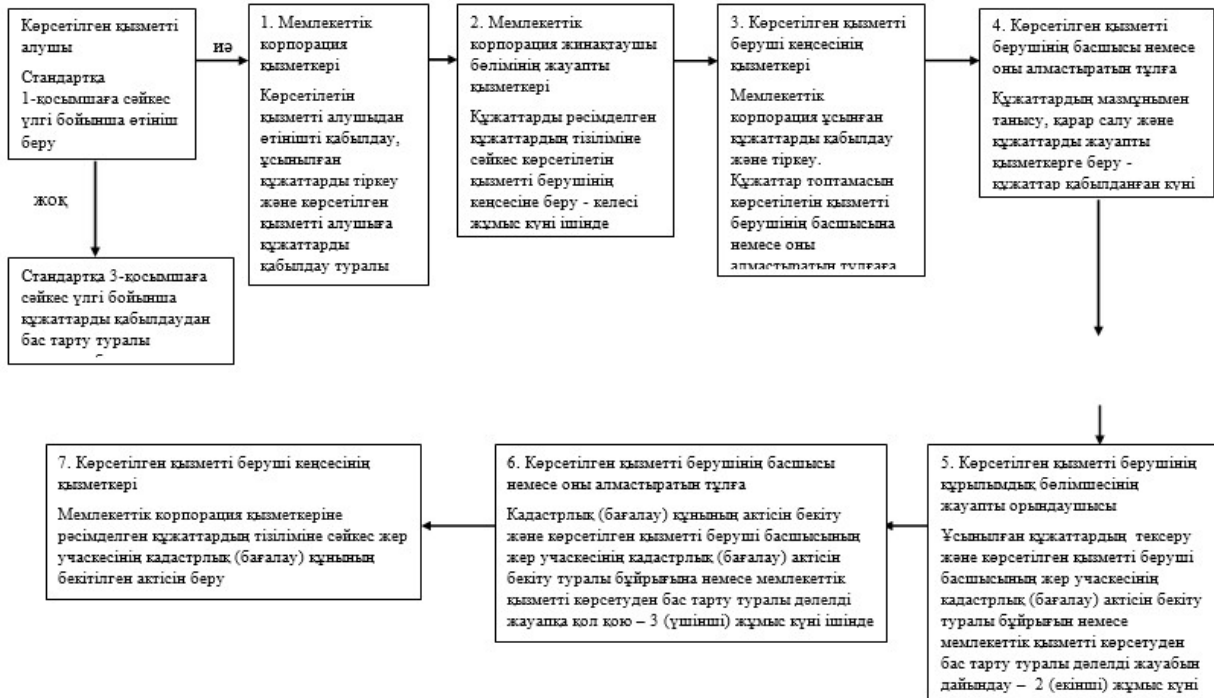 Көрсетілген қызметті
алушы
Стандартқа
1-қосымшаға сәйкес
үлгі бойынша өтініш
беру
иә
жоқ
Стандартқа 3-қосымшаға
сәйкес үлгі бойынша
құжаттарды қабылдаудан
бас тарту туралы
1. Мемлекеттік
корпорация
қызметкері
Көрсетілетін
қызметті алушыдан
өтінішті қабылдау,
ұсынылған
құжаттарды тіркеу
және көрсетілген
қызметті алушыға
құжаттарды
қабылдау туралы
2. Мемлекеттік
корпорация жинақтаушы
бөлімінің жауапты
қызметкері
Құжаттарды рәсімделген
құжаттардың тізіліміне
сәйкес көрсетілетін
қызметті берушінің
кеңсесіне беру - келесі
жұмыс күні ішінде
3. Көрсетілген қызметті
беруші кеңсесінің
қызметкері
Мемлекеттік
корпорация ұсынған
құжаттарды қабылдау
және тіркеу.
Құжаттар топтамасын
көрсетілетін қызметті
берушінің басшысына
немесе оны
алмастыратын тұлғаға
4. Көрсетілген қызметті
берушінің басшысы немесе
оны алмастыратын тұлға
Құжаттардың мазмұнымен
танысу, қарар салу және
құжаттарды жауапты
қызметкерге беру -
құжаттар қабылданған күні
5. Көрсетілген қызметті берушінің
құрылымдық бөлімшесінің
жауапты орындаушысы
Ұсынылған құжаттардың тексеру
және көрсетілген қызметті беруші
басшысының жер учаскесінің
кадастрлық (бағалау) актісін бекіту
туралы бұйрығын немесе
мемлекеттік қызметті көрсетуден
бас тарту туралы дәлелді жауабын
дайындау – 2 (екінші) жұмыс күні
6. Көрсетілген қызметті берушінің басшысы
немесе оны алмастыратын тұлға
Кадастрлық (бағалау) құнының актісін бекіту
және көрсетілген қызметті беруші басшысының
жер учаскесінің кадастрлық (бағалау) актісін
бекіту туралы бұйрығына немесе мемлекеттік
қызметті көрсетуден бас тарту туралы дәлелді
жауапқа қол қою – 3 (үшінші) жұмыс күні ішінде
7. Көрсетілген қызметті беруші кеңсесінің
қызметкері
Мемлекеттік корпорация қызметкеріне
рәсімделген құжаттардың тізіліміне сәйкес жер
учаскесінің кадастрлық (бағалау) құнының
бекітілген актісін беру